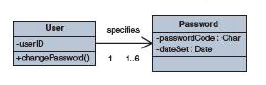 User
-userID
+changePassword()
specifies
1 1..6
Password
-passwordCode : Char
-dateSet : Date